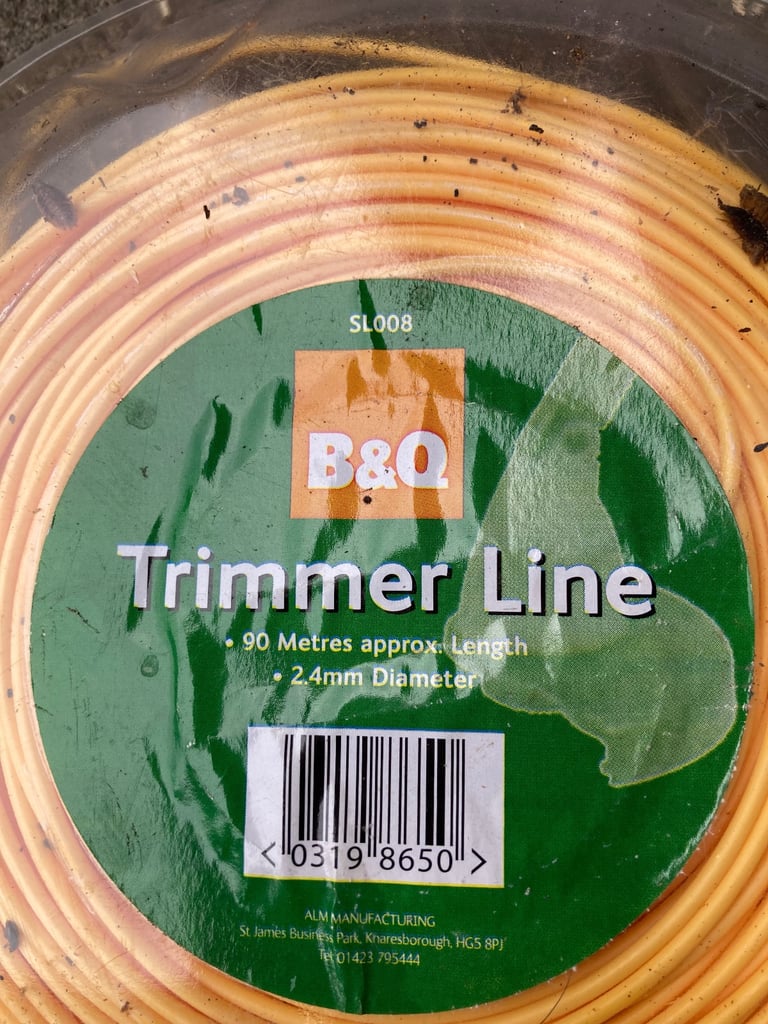 SL008
B&Q
Trimmer Line
• 90 Metres approx. Length
• 2.4mm Diameter
< 0319 8650 >
ALM MANUFACTURING
St James Business Park, Knaresborough, HG5 8PJ
Tel 01423 795444